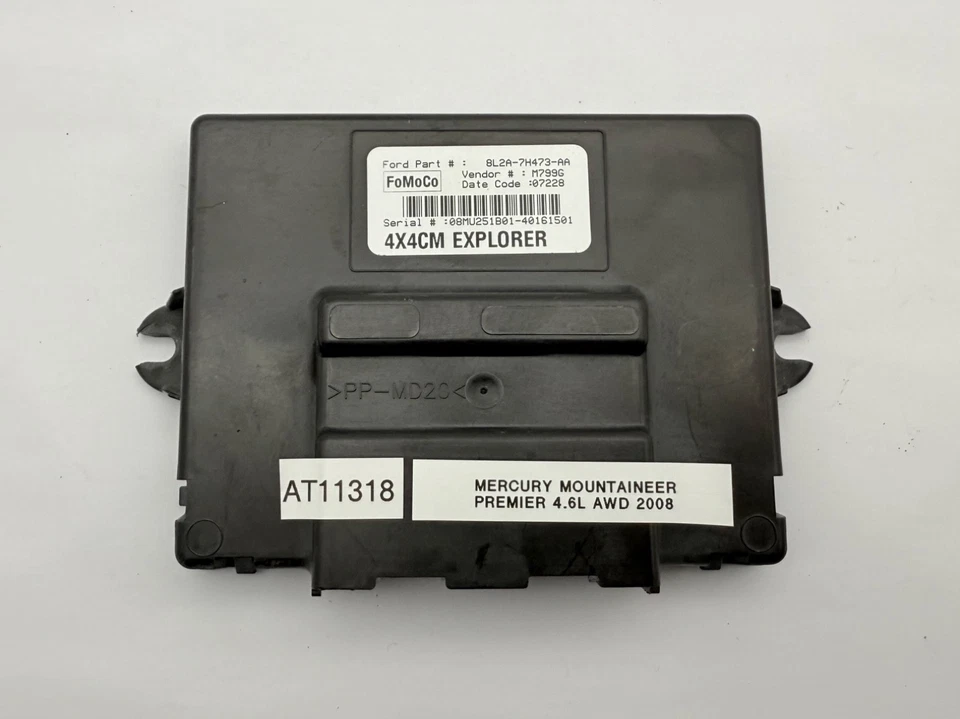 Ford Part # : 8L2A-7H473-AA
FoMoCo
Vendor # : M799G
Date Code :07228
Serial # :08MU251B01-40161501
4X4CM EXPLORER
>PP-MD20<
AT11318
MERCURY MOUNTAINEER
PREMIER 4.6L AWD 2008